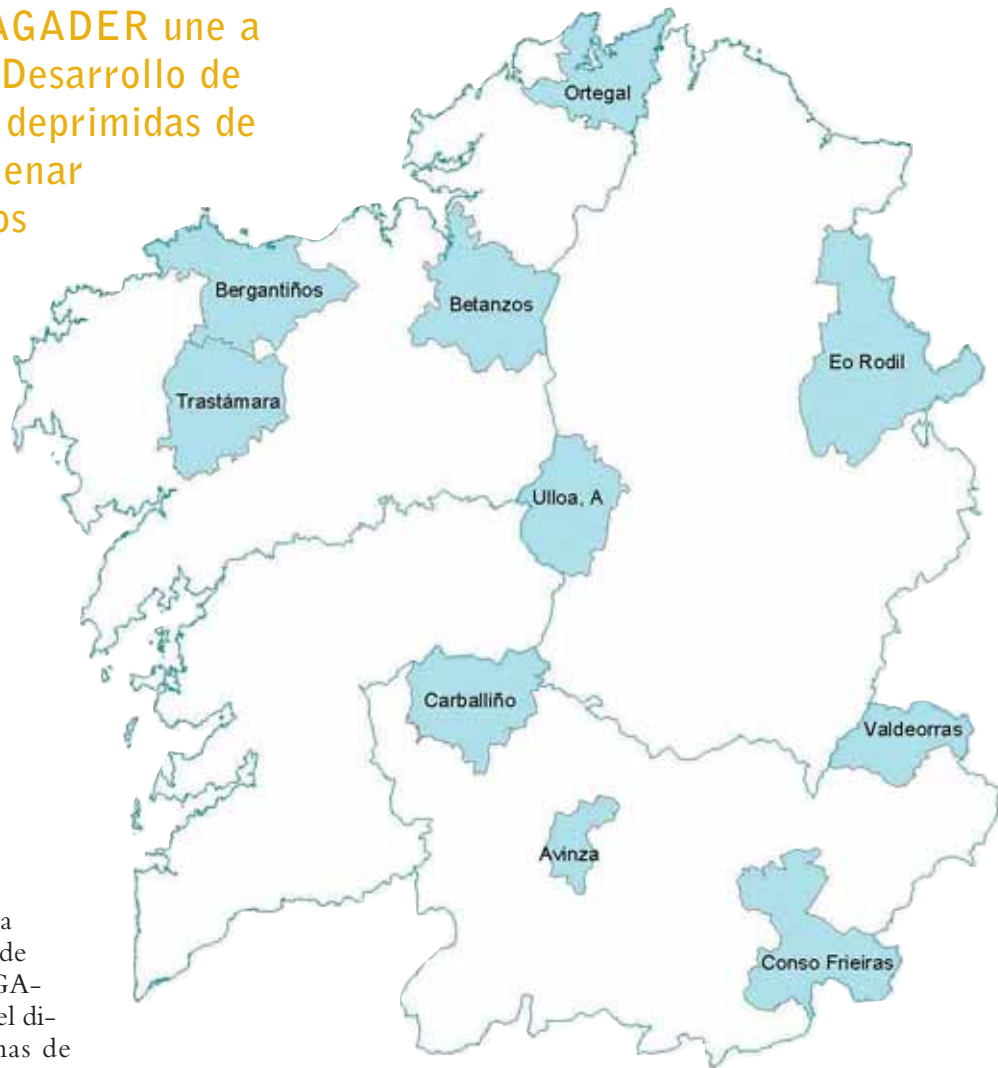 AGADER une a
Desarrollo de
deprimidas de
enar
os
Ortegal
Bergantiños
Betanzos
Eo Rodil
Trastámara
Ulloa, A
Carballiño
Valdeorras
Avinza
Conso Frieiras
a
de
GA-
el di-
nas de